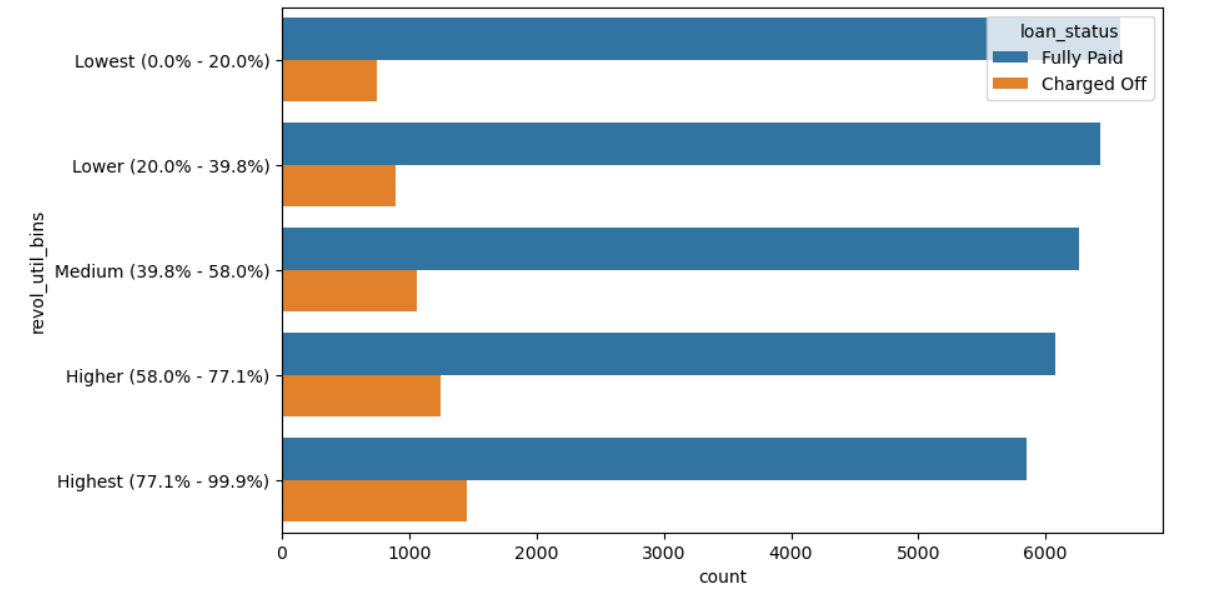 loan_status
Fully Paid
Charged Off
Lowest (0.0% - 20.0%)
Lower (20.0% - 39.8%)
Medium (39.8% - 58.0%)
Higher (58.0% - 77.1%)
Highest (77.1% - 99.9%)
revol_util_bins
0 1000 2000 3000 4000 5000 6000
count